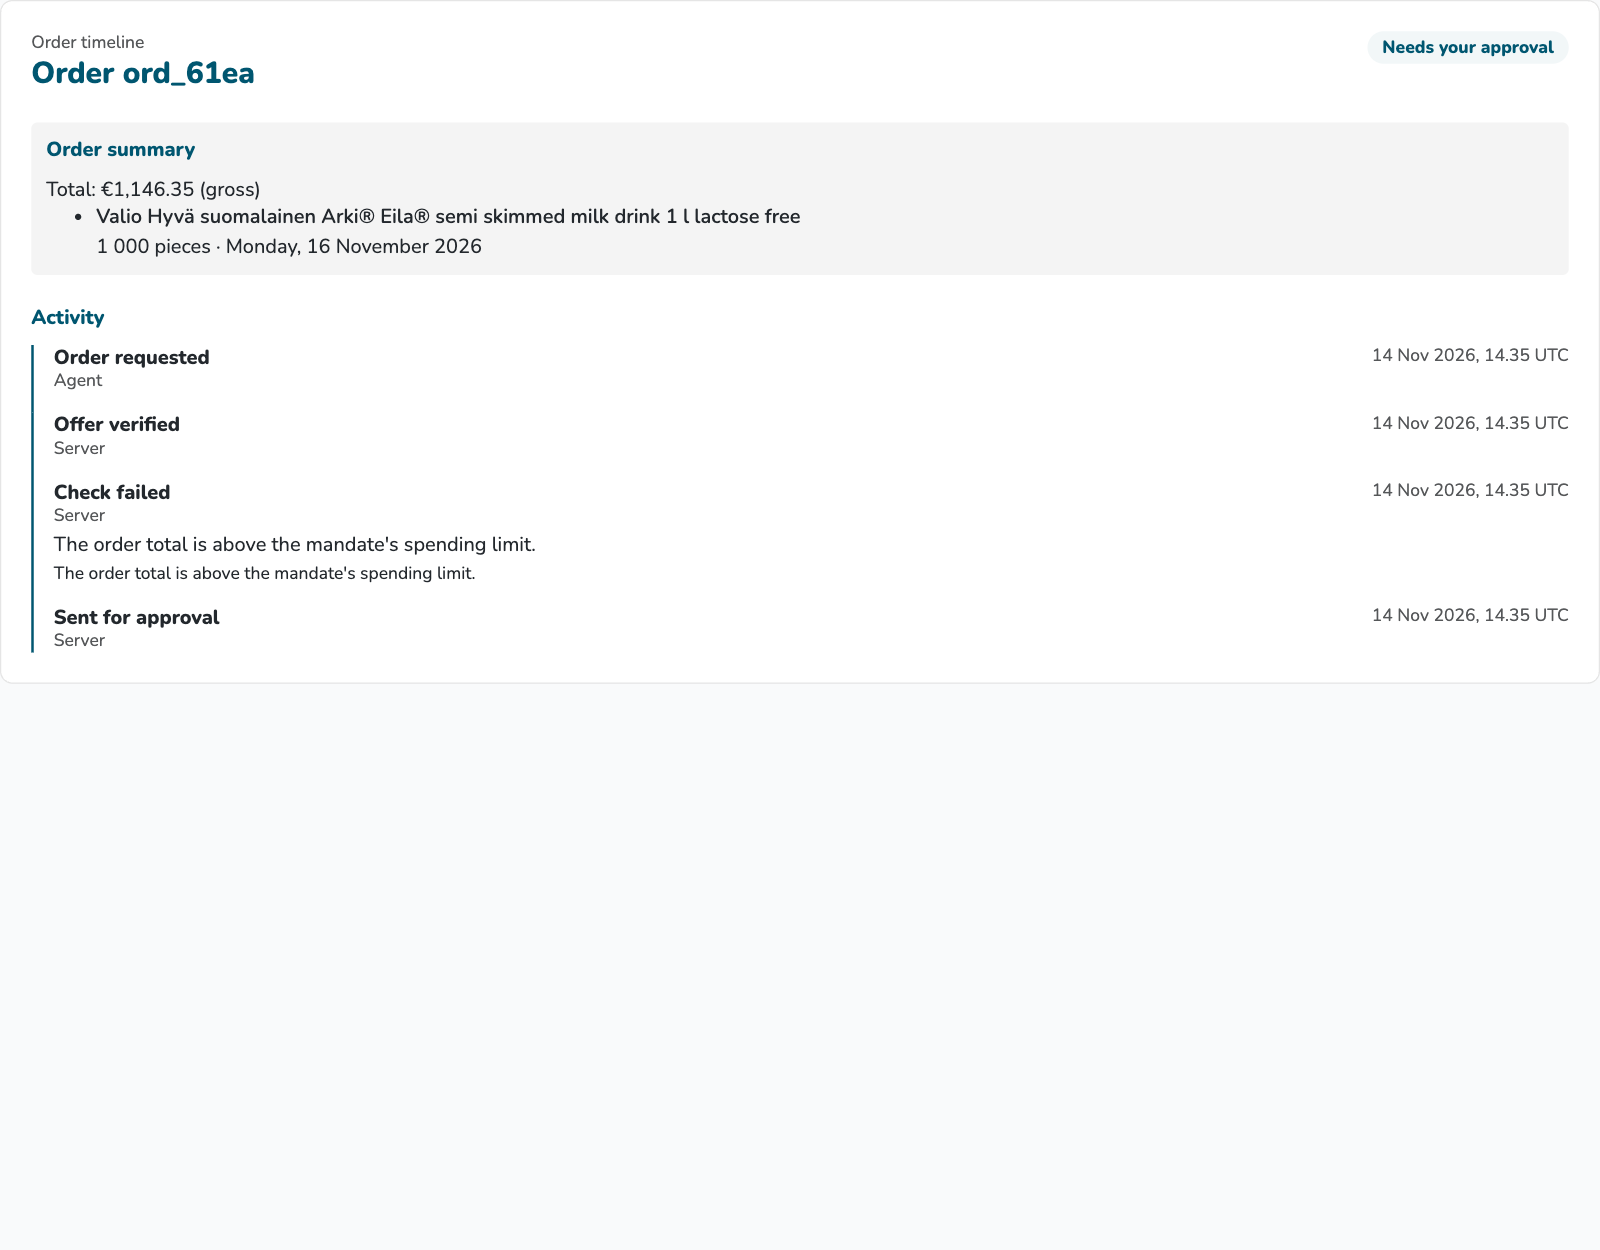 Order timeline
Needs your approval
Order ord_61ea
Order summary
Total: €1,146.35 (gross)
• Valio Hyvä suomalainen Arki® Eila® semi skimmed milk drink 1 l lactose free
1 000 pieces · Monday, 16 November 2026
Activity
Order requested
14 Nov 2026, 14.35 UTC
Agent
Offer verified
14 Nov 2026, 14.35 UTC
Server
Check failed
14 Nov 2026, 14.35 UTC
Server
The order total is above the mandate's spending limit.
The order total is above the mandate's spending limit.
Sent for approval
14 Nov 2026, 14.35 UTC
Server